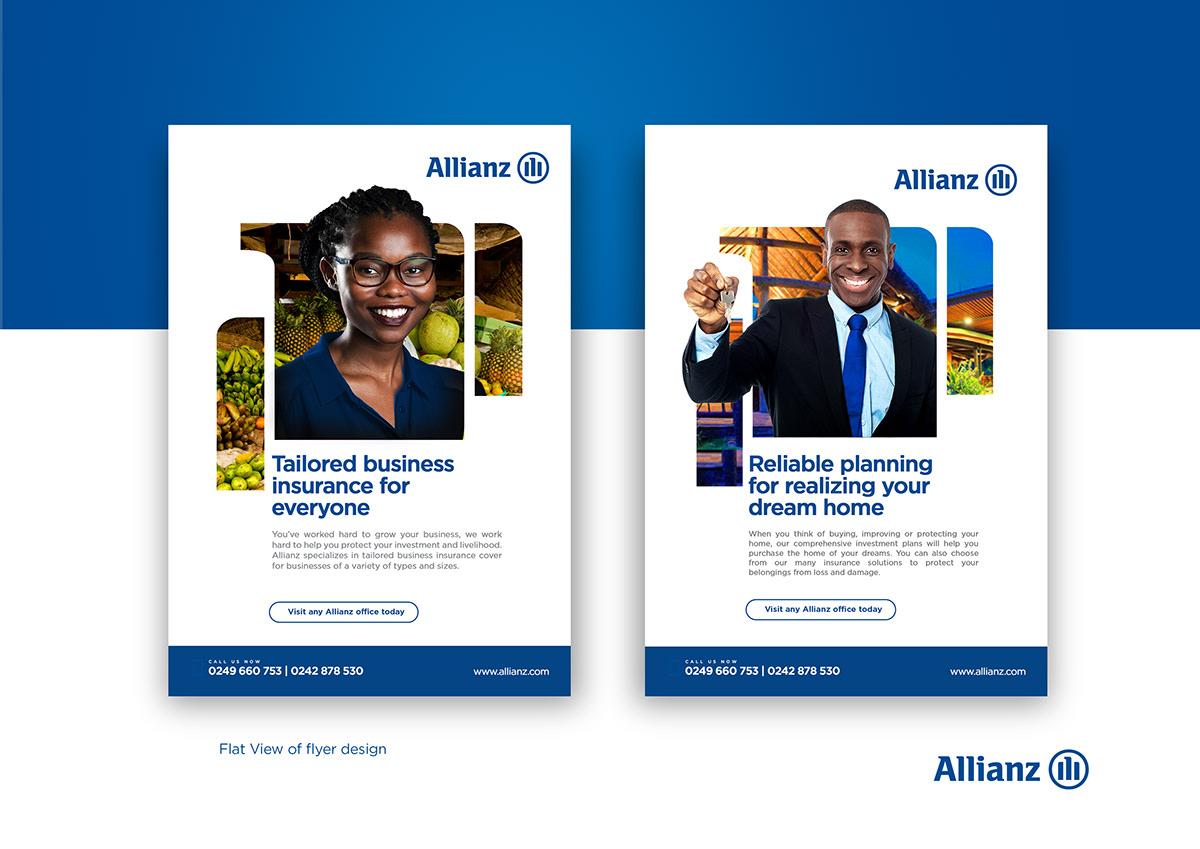 Allianz
Tailored business
insurance for
everyone
You've worked hard to grow your business, we work
hard to help you protect your investment and livelihood.
Allianz specializes in tailored business insurance cover
for businesses of a variety of types and sizes.
Visit any Allianz office today
CALL US NOW
0249 660 753 | 0242 878 530
www.allianz.com
Allianz
Reliable planning
for realizing your
dream home
When you think of buying, improving or protecting your
home, our comprehensive investment plans will help you
purchase the home of your dreams. You can also choose
from our many insurance solutions to protect your
belongings from loss and damage.
Visit any Allianz office today
CALL US NOW
0249 660 753 | 0242 878 530
www.allianz.com
Flat View of flyer design
Allianz